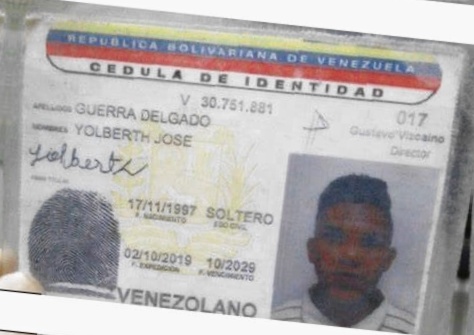 REPUBLICA BOLIVARIANA DE VENEZUELA
CEDULA DE IDENTIDAD
V 30.751.881
017
APELLIDOS GUERRA DELGADO
Gustavo Vizcaino
NOMBRES YOLBERTH JOSE
Director
Yolberth
FIRMA TITULAR
17/11/1997 SOLTERO
F. NACIMIENTO EDO CIVIL
02/10/2019 10/2029
F. EXPEDICION F. VENCIMIENTO
VENEZOLANO